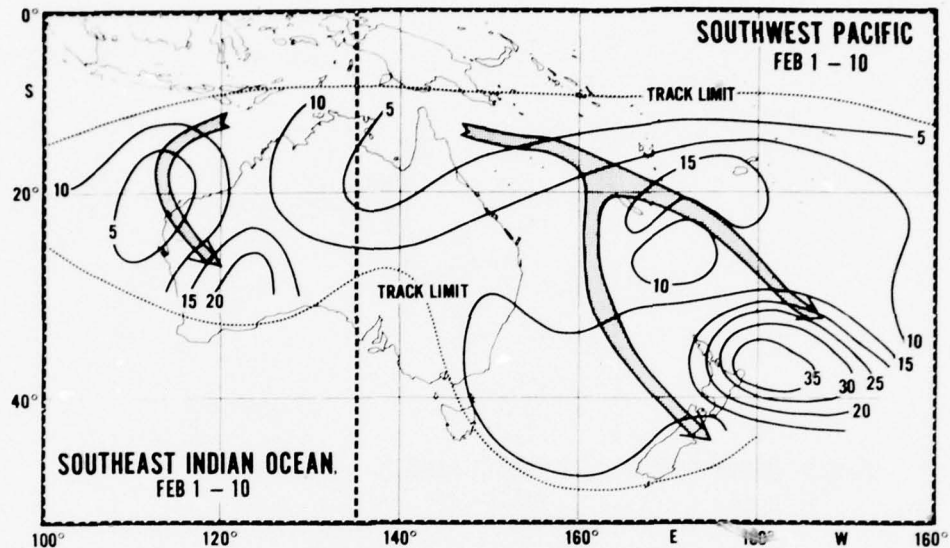 0°
SOUTHWEST PACIFIC
FEB 1 – 10
S
TRACK LIMIT
10
5
5
15
10
20°
5
10
15
20
TRACK LIMIT
10
15
35
30
25
20
40°
SOUTHEAST INDIAN OCEAN.
FEB 1 – 10
100°
120°
140°
160°
E
180°
W
160°